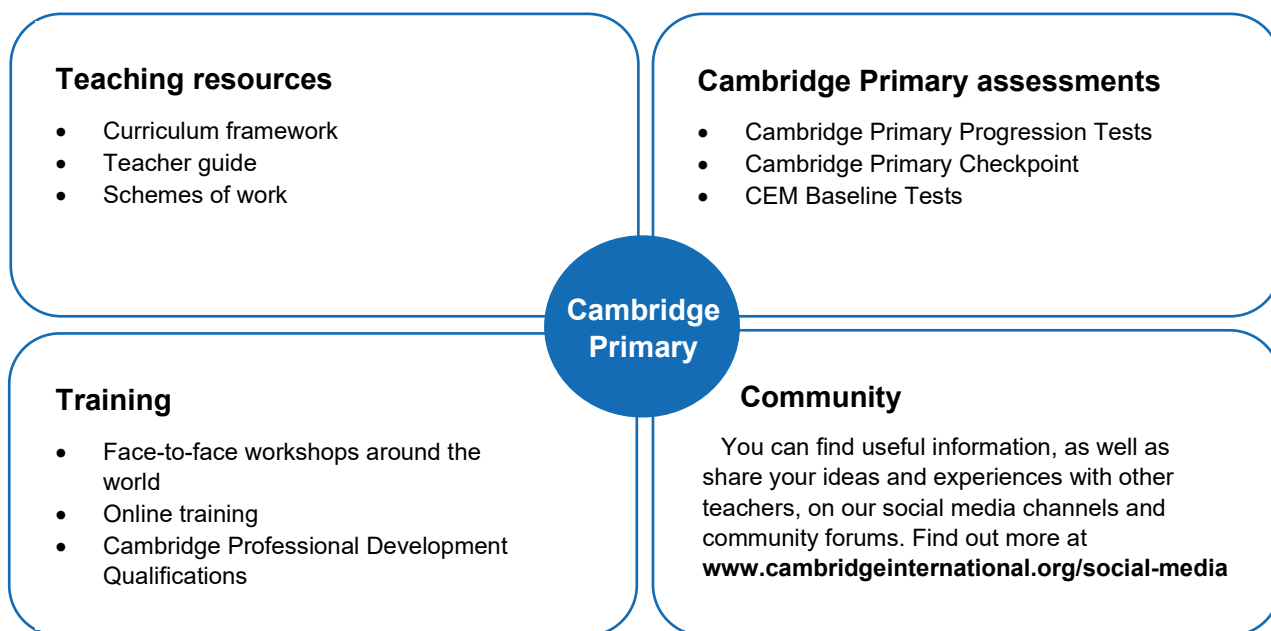 Teaching resources
• Curriculum framework
• Teacher guide
• Schemes of work
Cambridge Primary assessments
• Cambridge Primary Progression Tests
• Cambridge Primary Checkpoint
• CEM Baseline Tests
Cambridge
Primary
Training
• Face-to-face workshops around the
world
• Online training
• Cambridge Professional Development
Qualifications
Community
You can find useful information, as well as
share your ideas and experiences with other
teachers, on our social media channels and
community forums. Find out more at
www.cambridgeinternational.org/social-media